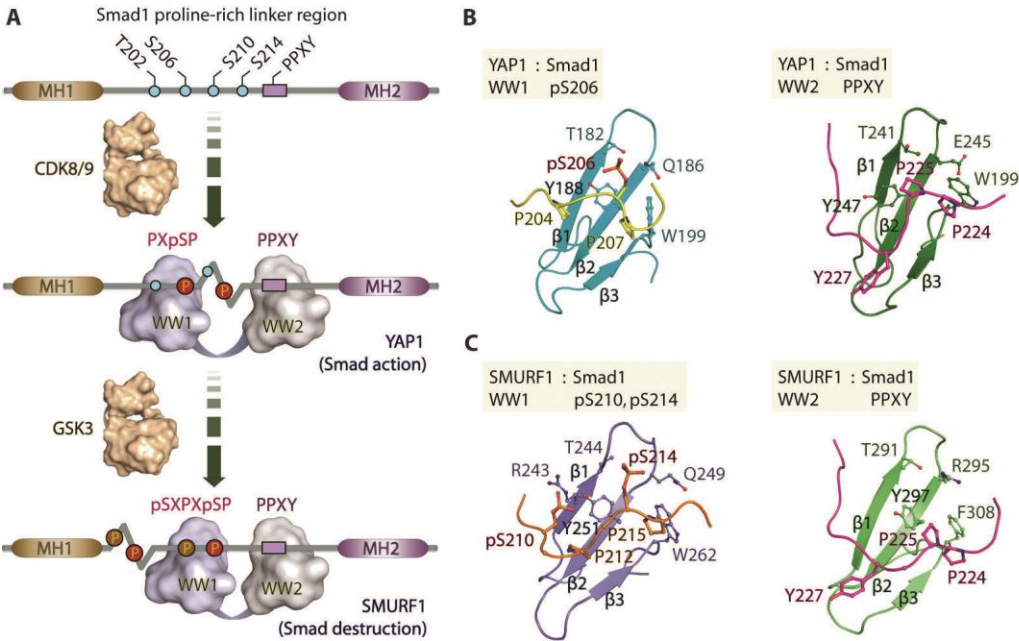 A
Smad1 proline-rich linker region
T202
S206
S210
S214
PPXY
MH1
MH2
CDK8/9
PXpSP
PPXY
MH1
P
P
MH2
WW1
WW2
YAP1
(Smad action)
GSK3
pSXPXpSP
PPXY
MH1
P
P
P
P
MH2
WW1
WW2
SMURF1
(Smad destruction)
B
YAP1 : Smad1
WW1 pS206
T182
pS206
Q186
Y188
P204
β1
P207
W199
β2
β3
YAP1 : Smad1
WW2 PPXY
T241
E245
β1
P225
W199
Y247
β2
P224
Y227
β3
C
SMURF1 : Smad1
WW1 pS210, pS214
T244
pS214
R243
β1
Q249
Y251
pS210
P215
P212
W262
β2
β3
SMURF1 : Smad1
WW2 PPXY
T291
R295
Y297
β1
F308
P225
P224
Y227
β2
β3